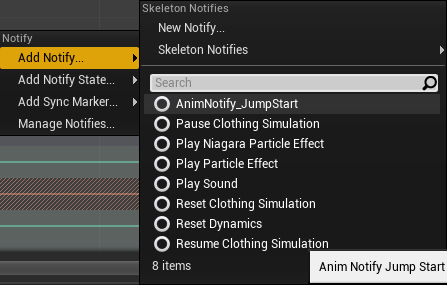 Notify
Add Notify...
Add Notify State...
Add Sync Marker...
Manage Notifies...
Skeleton Notifies
New Notify...
Skeleton Notifies
Search
AnimNotify_JumpStart
Pause Clothing Simulation
Play Niagara Particle Effect
Play Particle Effect
Play Sound
Reset Clothing Simulation
Reset Dynamics
Resume Clothing Simulation
8 items
Anim Notify Jump Start